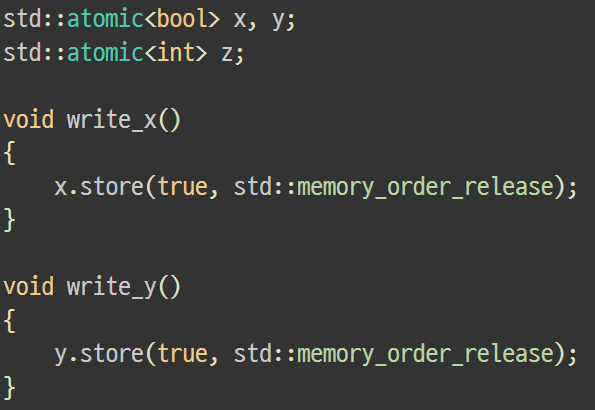 std::atomic<bool> x, y;
std::atomic<int> z;
void write_x()
{
    x.store(true, std::memory_order_release);
}
void write_y()
{
    y.store(true, std::memory_order_release);
}